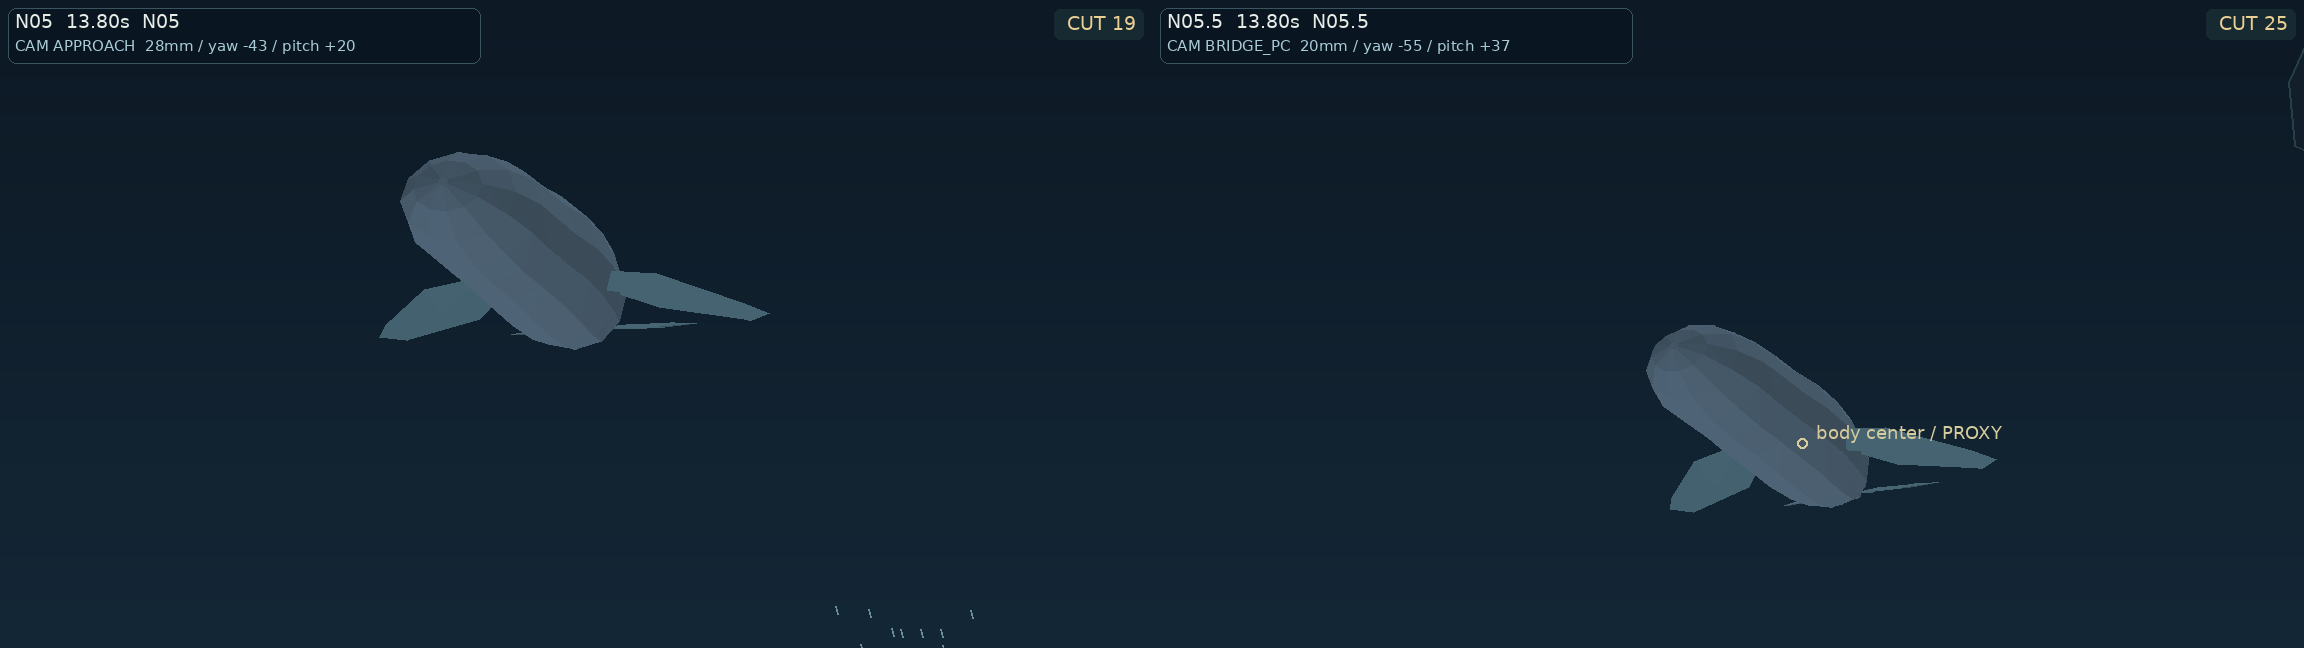 N05 13.80s N05
CAM APPROACH 28mm / yaw -43 / pitch +20
CUT 19
N05.5 13.80s N05.5
CAM BRIDGE_PC 20mm / yaw -55 / pitch +37
CUT 25
body center / PROXY